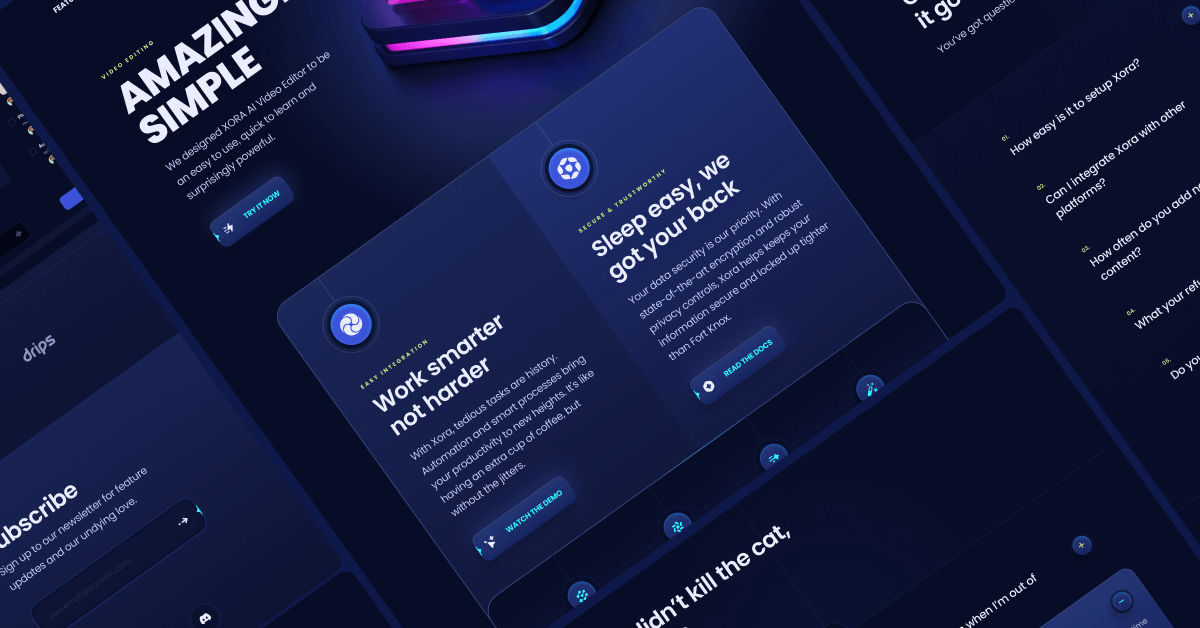 VIDEO EDITING
AMAZING
SIMPLE
We designed XORA AI Video Editor to be
an easy to use, quick to learn and
surprisingly powerful.
TRY IT NOW
EASY INTEGRATION
Work smarter
not harder
With Xora, tedious tasks are history.
Automation and smart processes bring
your productivity to new heights. It's like
having an extra cup of coffee, but
without the jitters.
WATCH THE DEMO
SECURE & TRUSTWORTHY
Sleep easy, we
got your back
Your data security is our priority. With
state-of-the-art encryption and robust
privacy controls, Xora helps keeps your
information secure and locked up tighter
than Fort Knox.
READ THE DOCS
drips
ubscribe
Sign up to our newsletter for feature
updates and our undying love.
youremail@domain.com
it go
You've got question
01.
How easy is it to setup Xora?
02.
Can I integrate Xora with other
platforms?
03.
How often do you add n
content?
04.
What your refu
05.
Do yo
idn't kill the cat,
when I'm out of